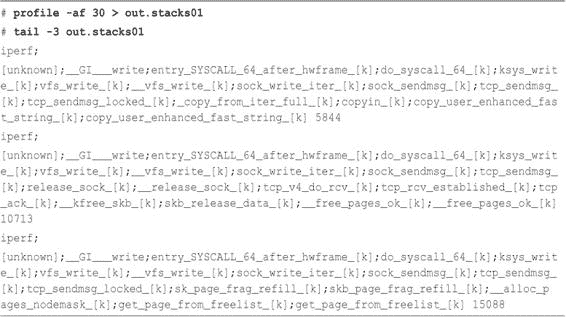 # profile -af 30 > out.stacks01
# tail -3 out.stacks01
iperf;
[unknown];__GI___write;entry_SYSCALL_64_after_hwframe_[k];do_syscall_64_[k];ksys_writ
e_[k];vfs_write_[k];__vfs_write_[k];sock_write_iter_[k];sock_sendmsg_[k];tcp_sendmsg_
[k];tcp_sendmsg_locked_[k];_copy_from_iter_full_[k];copyin_[k];copy_user_enhanced_fas
t_string_[k];copy_user_enhanced_fast_string_[k] 5844
iperf;
[unknown];__GI___write;entry_SYSCALL_64_after_hwframe_[k];do_syscall_64_[k];ksys_writ
e_[k];vfs_write_[k];__vfs_write_[k];sock_write_iter_[k];sock_sendmsg_[k];tcp_sendmsg_
[k];release_sock_[k];__release_sock_[k];tcp_v4_do_rcv_[k];tcp_rcv_established_[k];tcp
_ack_[k];__kfree_skb_[k];skb_release_data_[k];__free_pages_ok_[k];__free_pages_ok_[k]
10713
iperf;
[unknown];__GI___write;entry_SYSCALL_64_after_hwframe_[k];do_syscall_64_[k];ksys_writ
e_[k];vfs_write_[k];__vfs_write_[k];sock_write_iter_[k];sock_sendmsg_[k];tcp_sendmsg_
[k];tcp_sendmsg_locked_[k];sk_page_frag_refill_[k];skb_page_frag_refill_[k];__alloc_p
ages_nodemask_[k];get_page_from_freelist_[k];get_page_from_freelist_[k] 15088